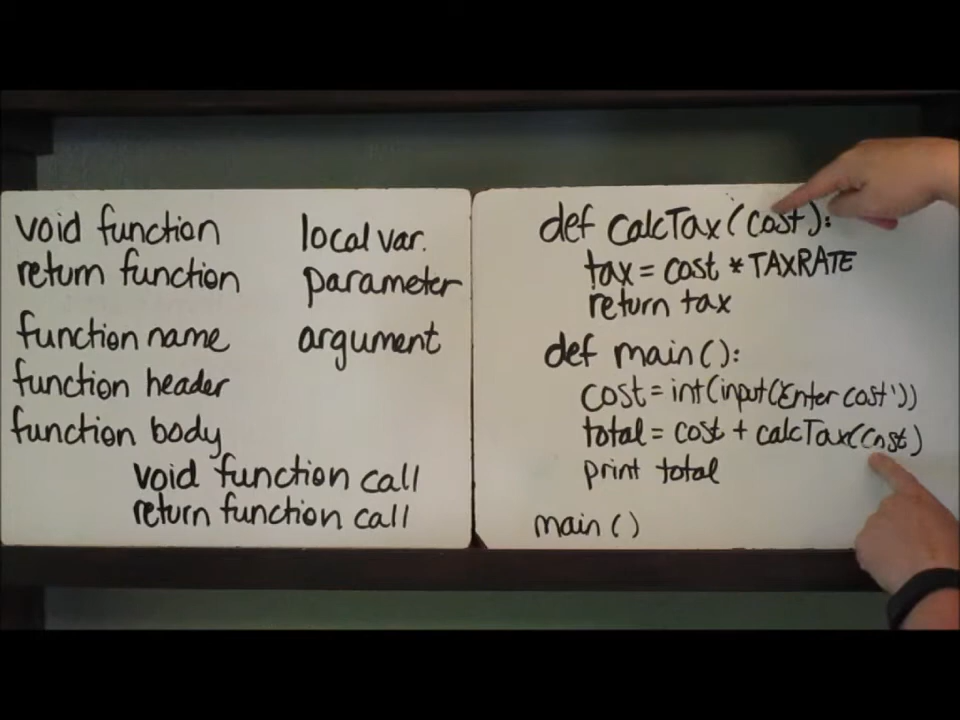 void function
return function
function name
function header
function body
local var.
parameter
argument
void function call
return function call
def calcTax(cost):
tax = cost * TAXRATE
return tax
def main():
cost = int(input('Enter cost'))
total = cost + calcTax(cost)
print total
main()